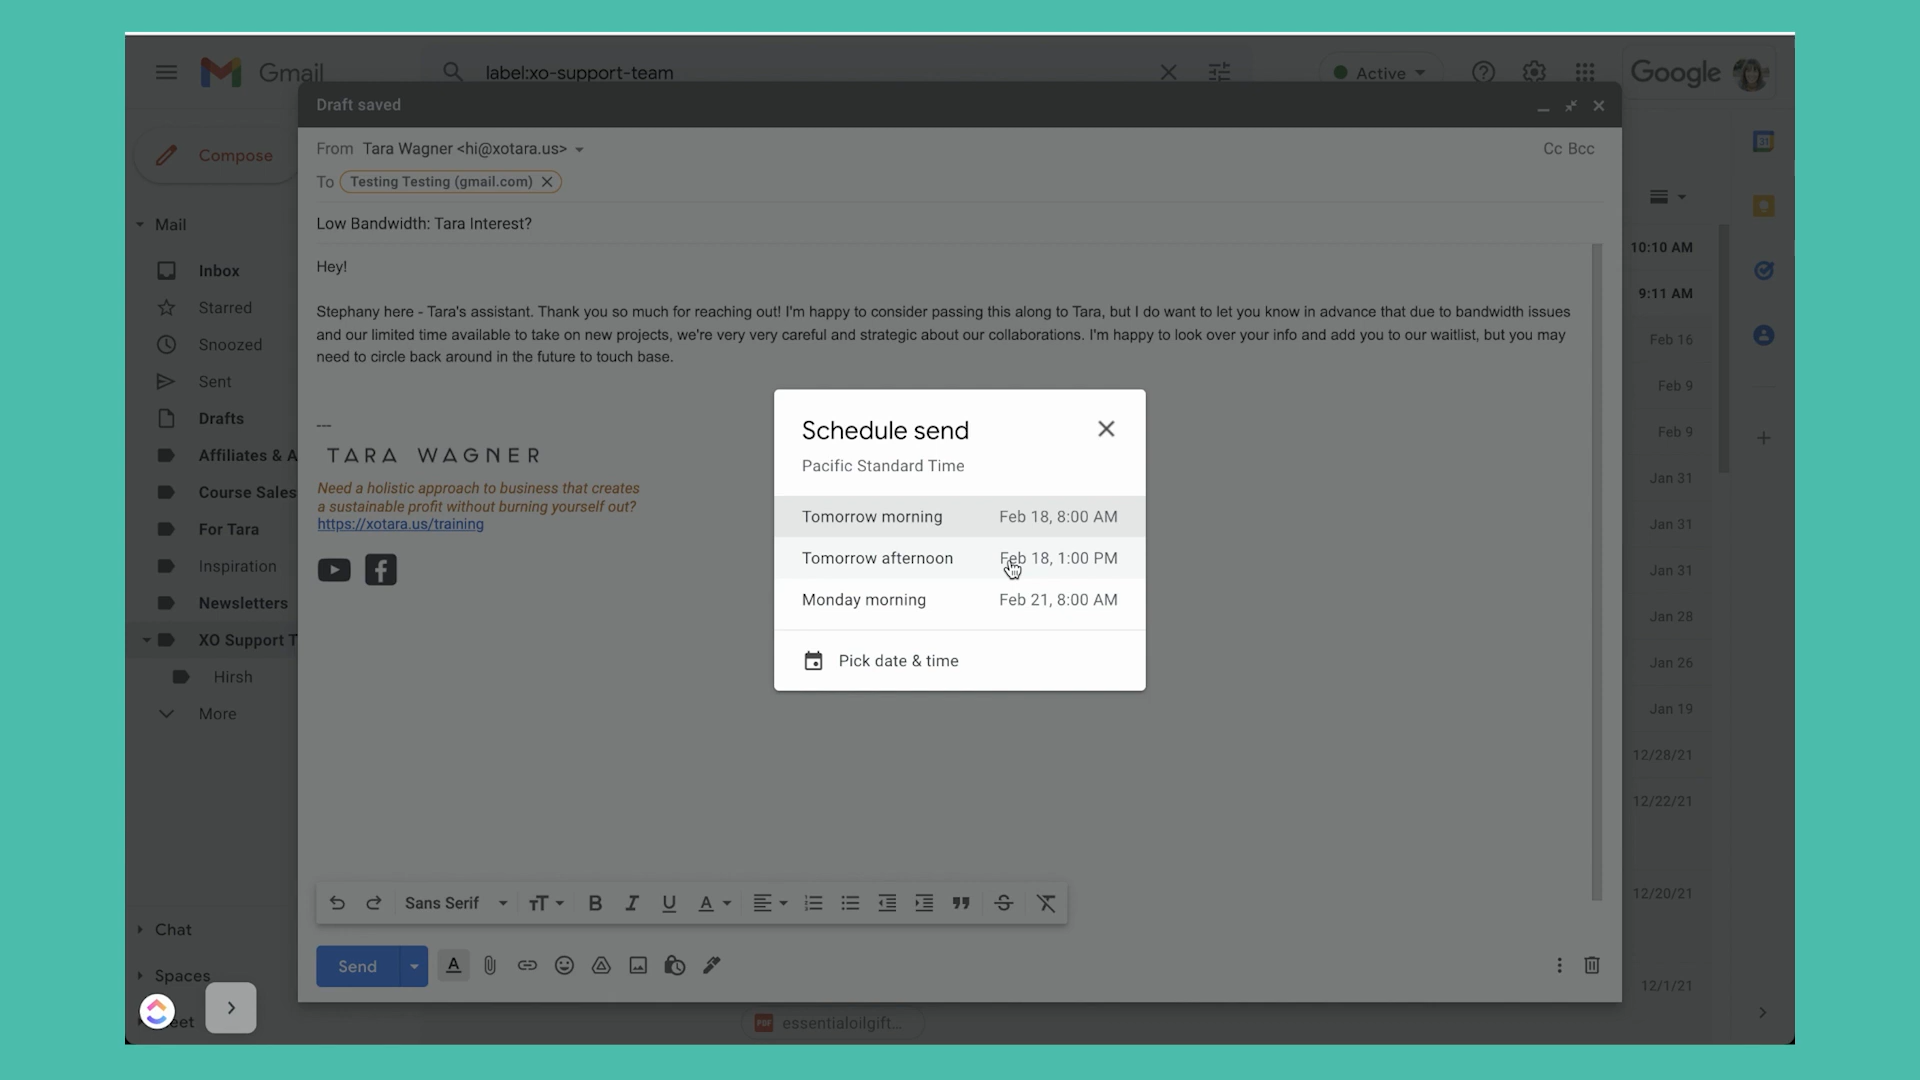 Gmail
label:xo-support-team
Active
Google
Draft saved
Compose
From Tara Wagner <hi@xotara.us>
Cc Bcc
To Testing Testing (gmail.com)
Low Bandwidth: Tara Interest?
Hey!
Stephany here - Tara's assistant. Thank you so much for reaching out! I'm happy to consider passing this along to Tara, but I do want to let you know in advance that due to bandwidth issues
and our limited time available to take on new projects, we're very very careful and strategic about our collaborations. I'm happy to look over your info and add you to our waitlist, but you may
need to circle back around in the future to touch base.
---
TARA WAGNER
Need a holistic approach to business that creates
a sustainable profit without burning yourself out?
https://xotara.us/training
Schedule send
Pacific Standard Time
Tomorrow morning Feb 18, 8:00 AM
Tomorrow afternoon Feb 18, 1:00 PM
Monday morning Feb 21, 8:00 AM
Pick date & time
Mail
Inbox
Starred
Snoozed
Sent
Drafts
Affiliates & A
Course Sales
For Tara
Inspiration
Newsletters
XO Support T
Hirsh
More
Chat
Spaces
eet
10:10 AM
9:11 AM
Feb 16
Feb 9
Feb 9
Jan 31
Jan 31
Jan 31
Jan 28
Jan 26
Jan 19
12/28/21
12/22/21
12/20/21
12/1/21
31
Sans Serif
Send
PDF essentialoilgift...